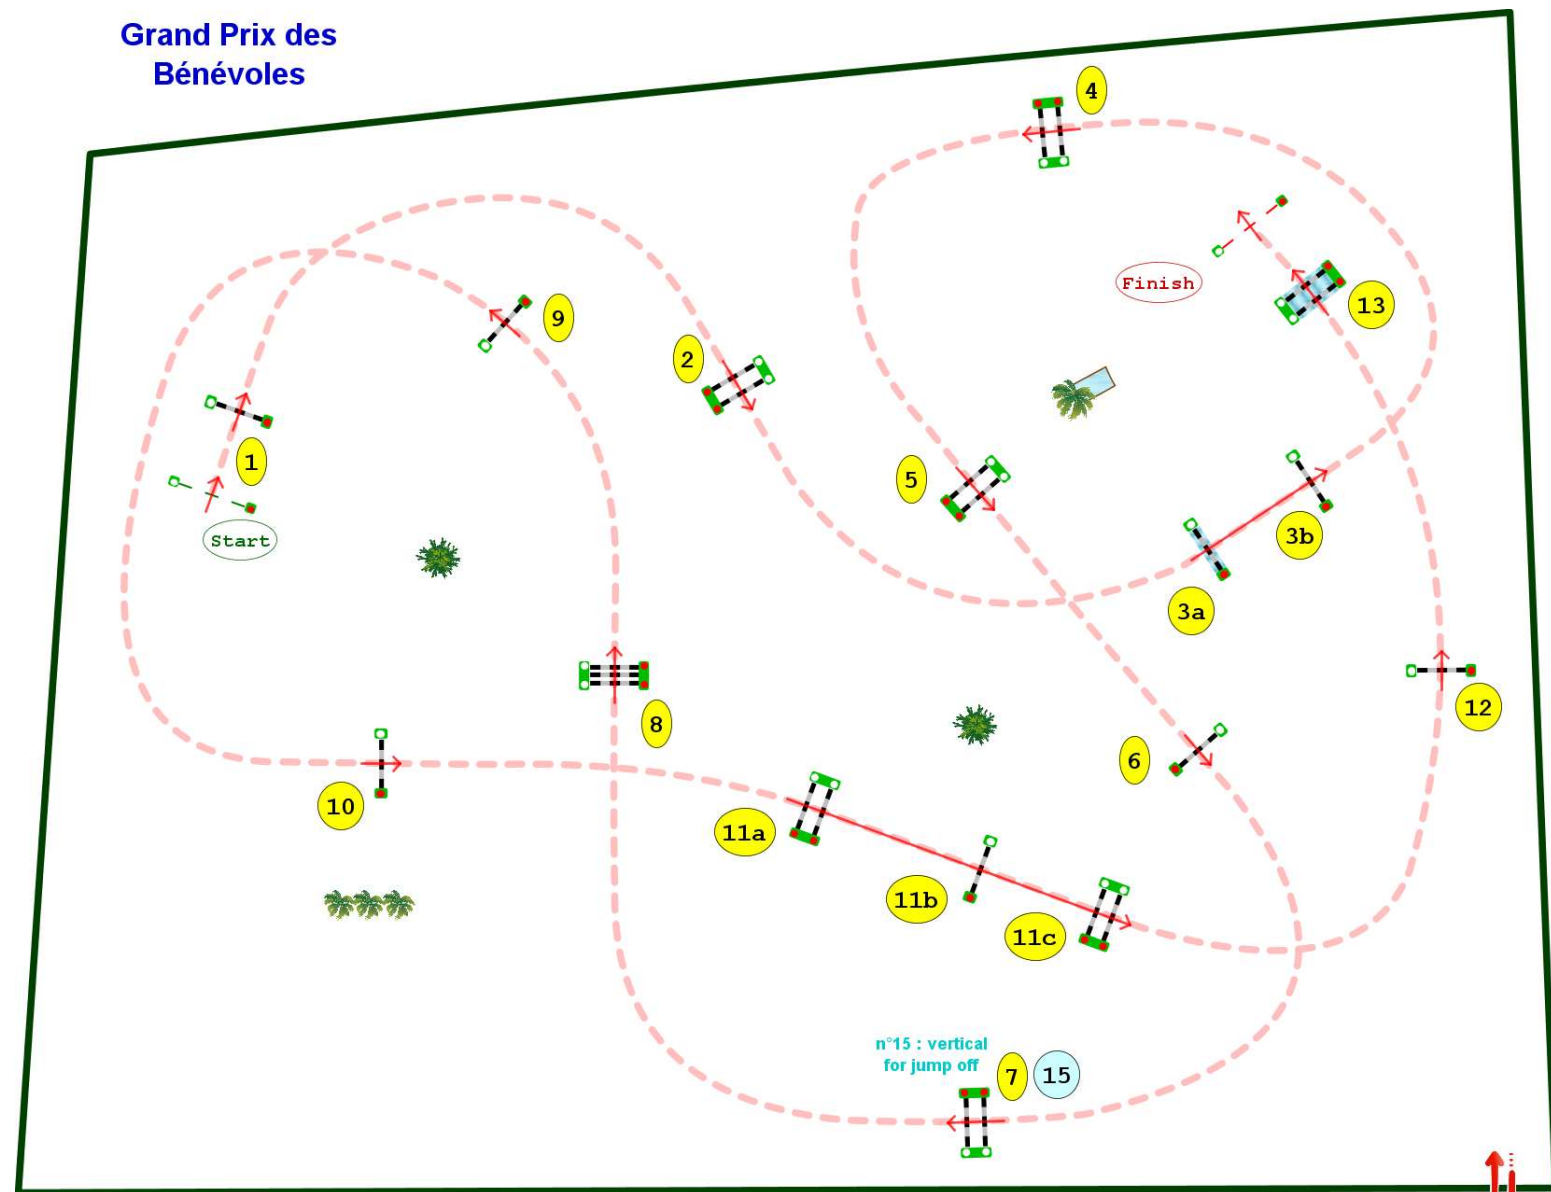 Grand Prix des
Bénévoles
4
Finish
13
9
2
1
5
Start
3b
3a
8
12
6
10
11a
11b
11c
n°15 : vertical
for jump off
7
15